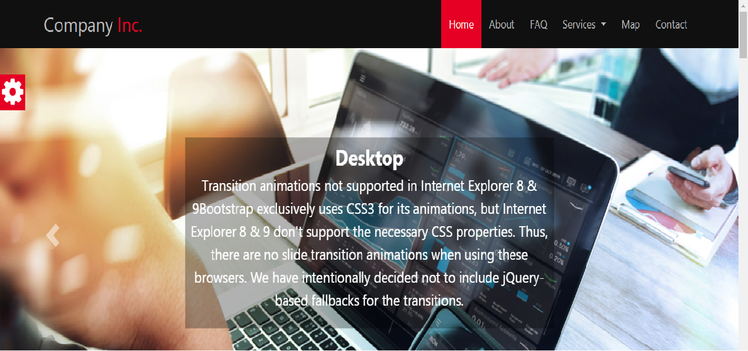 Company Inc.
Home About FAQ Services Map Contact
Desktop
Transition animations not supported in Internet Explorer 8 &
9Bootstrap exclusively uses CSS3 for its animations, but Internet
Explorer 8 & 9 don't support the necessary CSS properties. Thus,
there are no slide transition animations when using these
browsers. We have intentionally decided not to include jQuery-
based fallbacks for the transitions.